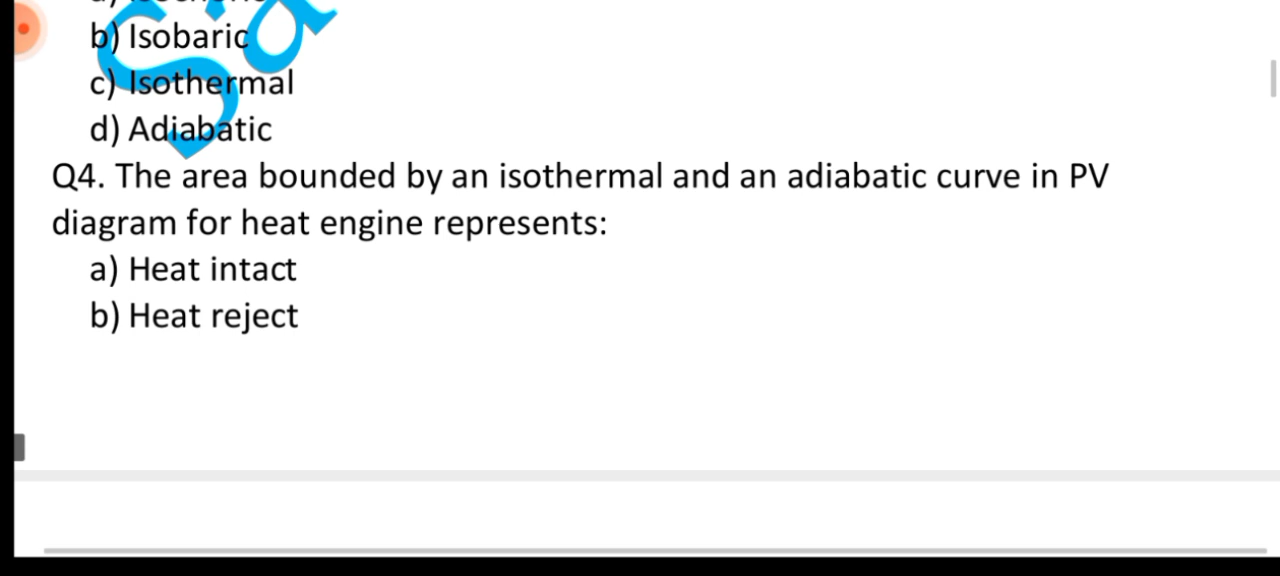 b) Isobaric
c) Isothermal
d) Adiabatic
Q4. The area bounded by an isothermal and an adiabatic curve in PV
diagram for heat engine represents:
a) Heat intact
b) Heat reject